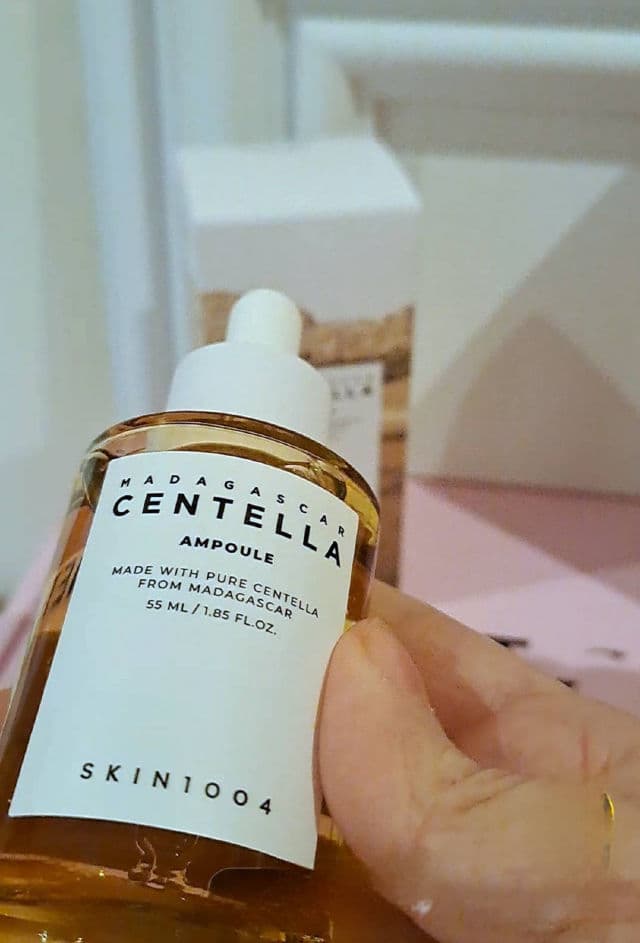 MADAGASCAR
CENTELLA
AMPOULE
MADE WITH PURE CENTELLA
FROM MADAGASCAR
55 ML / 1.85 FL.OZ.
SKIN1004